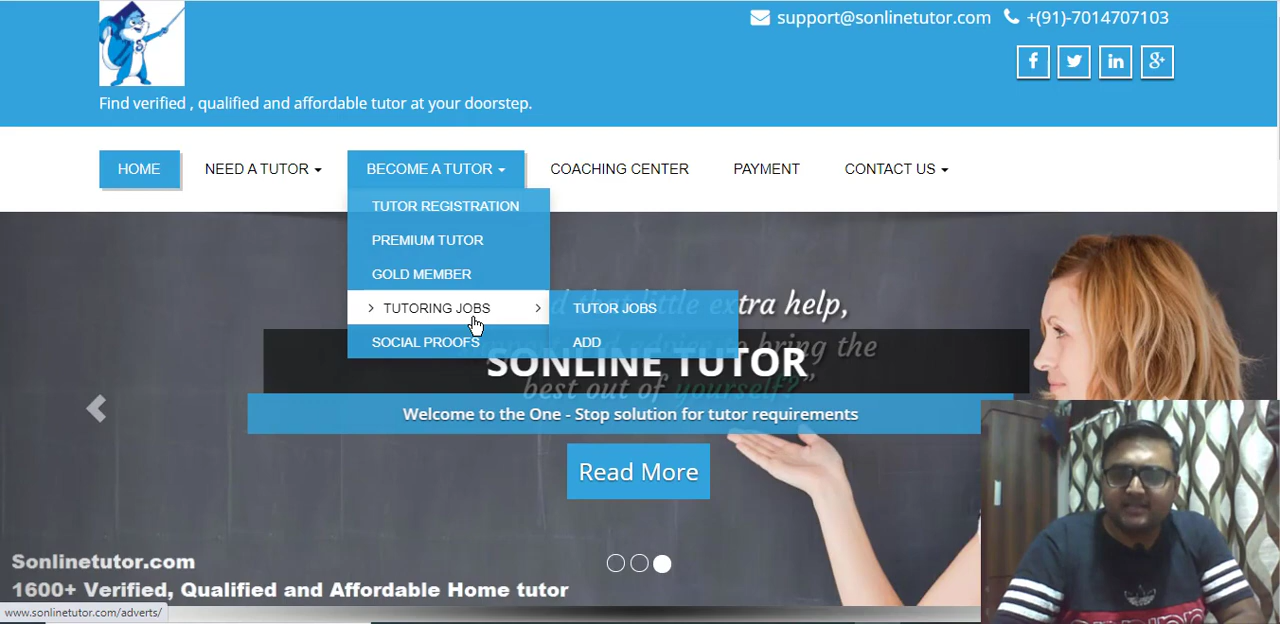 support@sonlinetutor.com +(91)-7014707103
f in g+
S
Find verified , qualified and affordable tutor at your doorstep.
HOME NEED A TUTOR BECOME A TUTOR COACHING CENTER PAYMENT CONTACT US
TUTOR REGISTRATION
PREMIUM TUTOR
GOLD MEMBER
TUTORING JOBS TUTOR JOBS
SOCIAL PROOFS ADD
that little extra help,
bring the
best out of yourself?"
SONLINE TUTOR
Welcome to the One - Stop solution for tutor requirements
Read More
Sonlinetutor.com
1600+ Verified, Qualified and Affordable Home tutor
www.sonlinetutor.com/adverts/